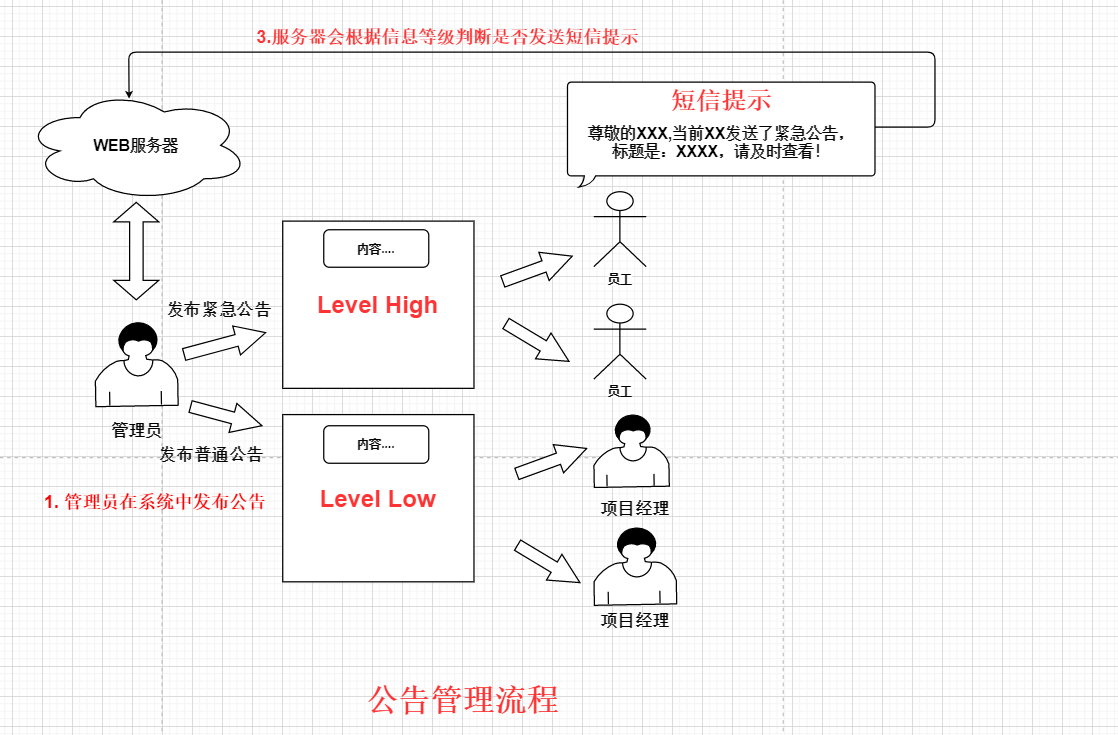 3.服务器会根据信息等级判断是否发送短信提示
短信提示
尊敬的XXX,当前XX发送了紧急公告，
标题是：XXXX，请及时查看！
WEB服务器
内容....
Level High
员工
发布紧急公告
员工
管理员
发布普通公告
内容....
Level Low
1. 管理员在系统中发布公告
项目经理
项目经理
公告管理流程